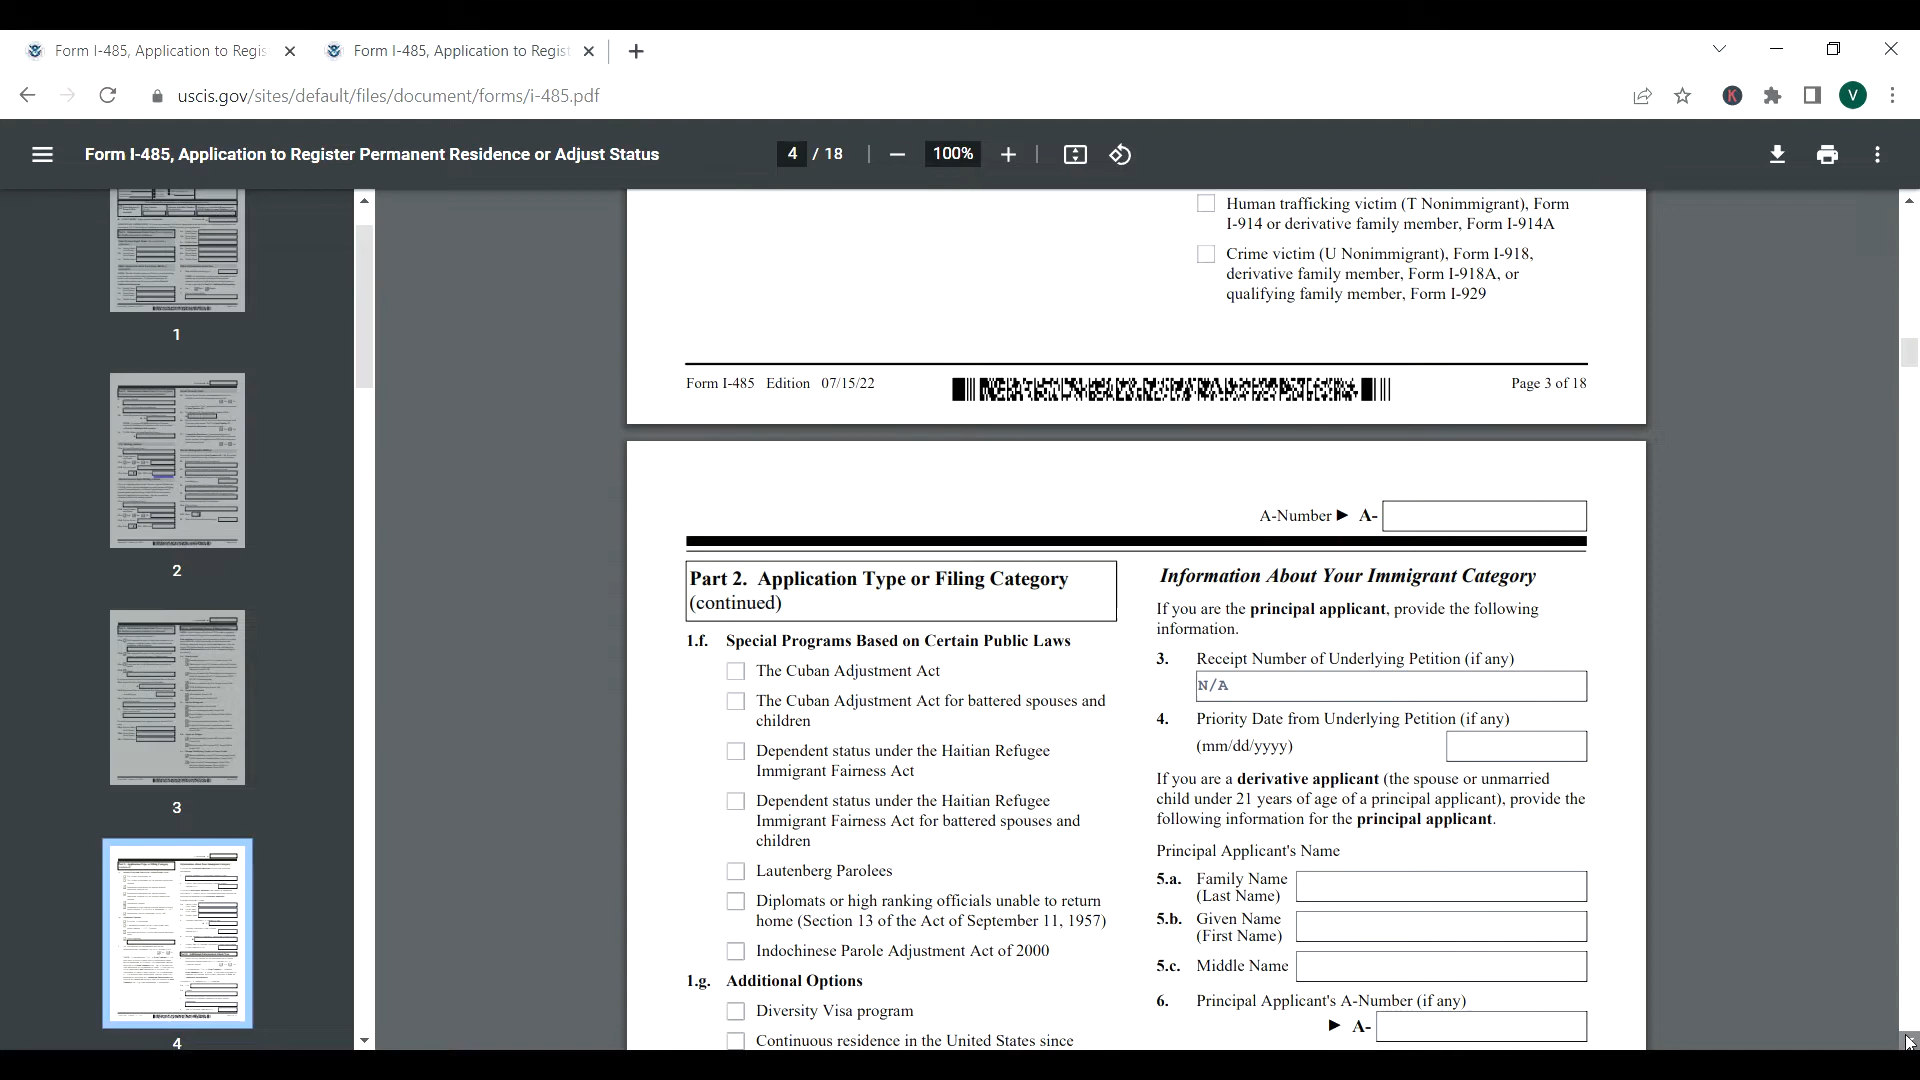 Form I-485, Application to Regis
Form I-485, Application to Regist
uscis.gov/sites/default/files/document/forms/i-485.pdf
K
V
Form I-485, Application to Register Permanent Residence or Adjust Status
4 / 18
100%
1
2
3
4
Human trafficking victim (T Nonimmigrant), Form
I-914 or derivative family member, Form I-914A
Crime victim (U Nonimmigrant), Form I-918,
derivative family member, Form I-918A, or
qualifying family member, Form I-929
Form I-485 Edition 07/15/22
Page 3 of 18
A-Number ► A-
Part 2. Application Type or Filing Category
(continued)
1.f. Special Programs Based on Certain Public Laws
The Cuban Adjustment Act
The Cuban Adjustment Act for battered spouses and
children
Dependent status under the Haitian Refugee
Immigrant Fairness Act
Dependent status under the Haitian Refugee
Immigrant Fairness Act for battered spouses and
children
Lautenberg Parolees
Diplomats or high ranking officials unable to return
home (Section 13 of the Act of September 11, 1957)
Indochinese Parole Adjustment Act of 2000
1.g. Additional Options
Diversity Visa program
Continuous residence in the United States since
Information About Your Immigrant Category
If you are the principal applicant, provide the following
information.
3. Receipt Number of Underlying Petition (if any)
N/A
4. Priority Date from Underlying Petition (if any)
(mm/dd/yyyy)
If you are a derivative applicant (the spouse or unmarried
child under 21 years of age of a principal applicant), provide the
following information for the principal applicant.
Principal Applicant's Name
5.a. Family Name
(Last Name)
5.b. Given Name
(First Name)
5.c. Middle Name
6. Principal Applicant's A-Number (if any)
► A-